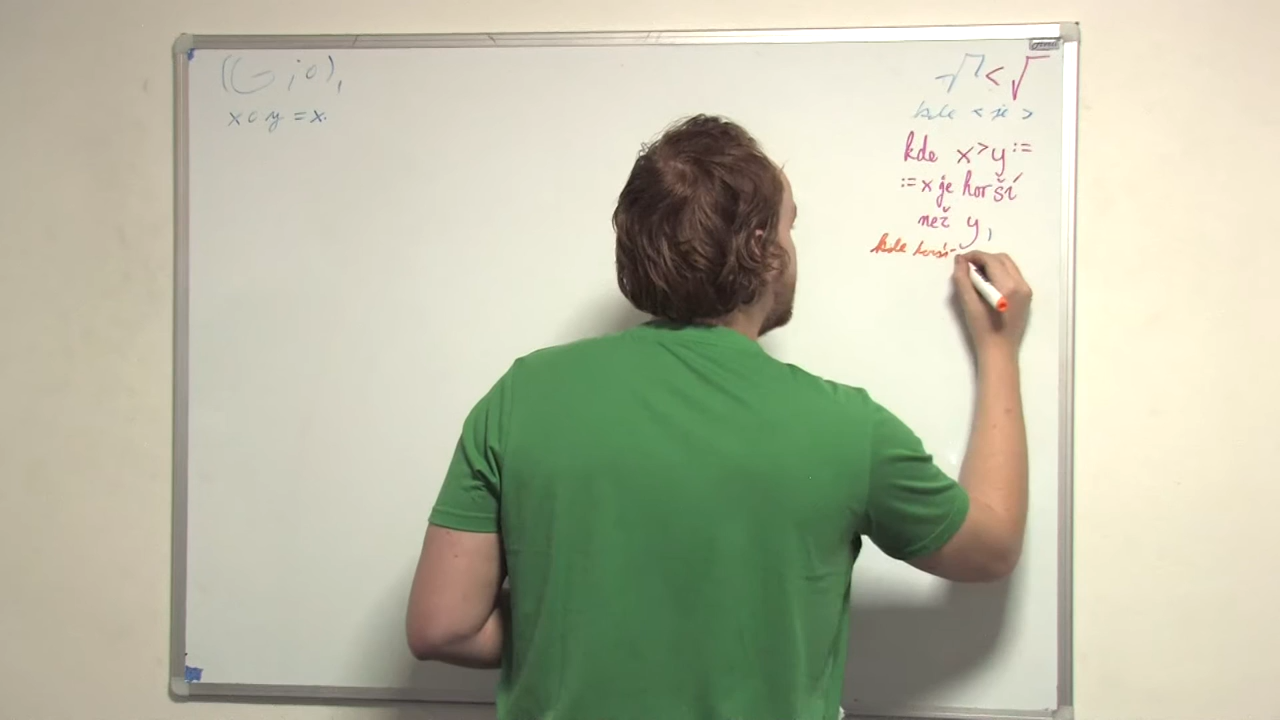 (G, ∘),
x ∘ y = x.
¬√ < √
kde < je >
kde x > y :=
:= x je horší
než y,
kde horší